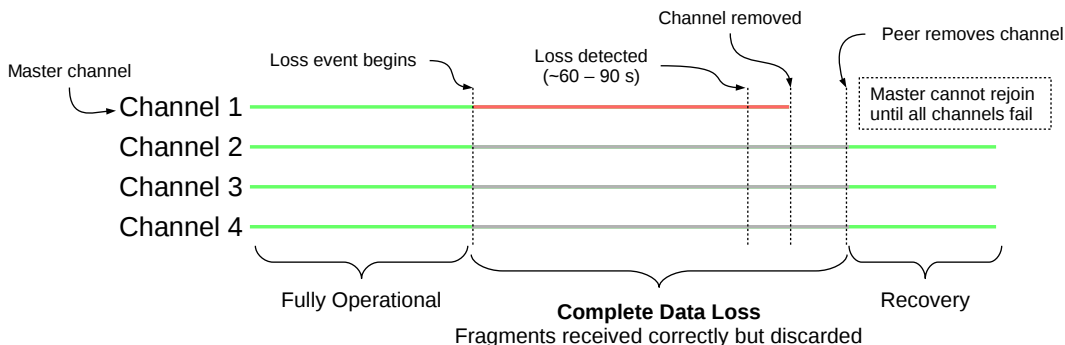 Channel removed
Peer removes channel
Loss event begins
Loss detected
(~60 – 90 s)
Master channel
Channel 1
Master cannot rejoin
until all channels fail
Channel 2
Channel 3
Channel 4
Fully Operational
Complete Data Loss
Fragments received correctly but discarded
Recovery